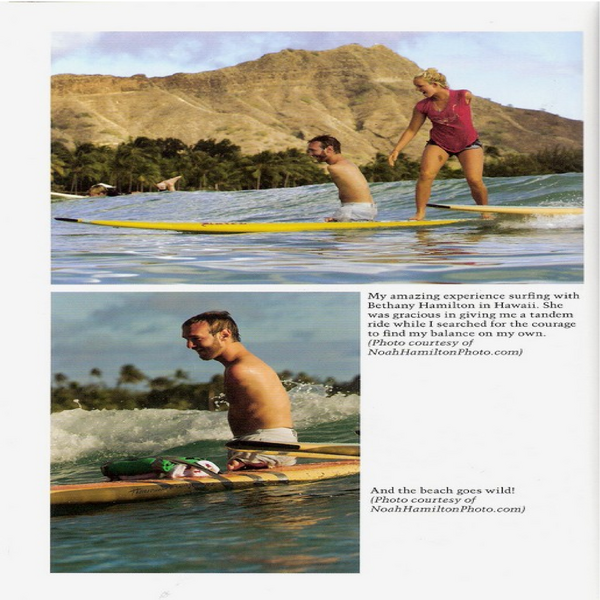 My amazing experience surfing with
Bethany Hamilton in Hawaii. She
was gracious in giving me a tandem
ride while I searched for the courage
to find my balance on my own.
(Photo courtesy of
NoahHamiltonPhoto.com)
And the beach goes wild!
(Photo courtesy of
NoahHamiltonPhoto.com)